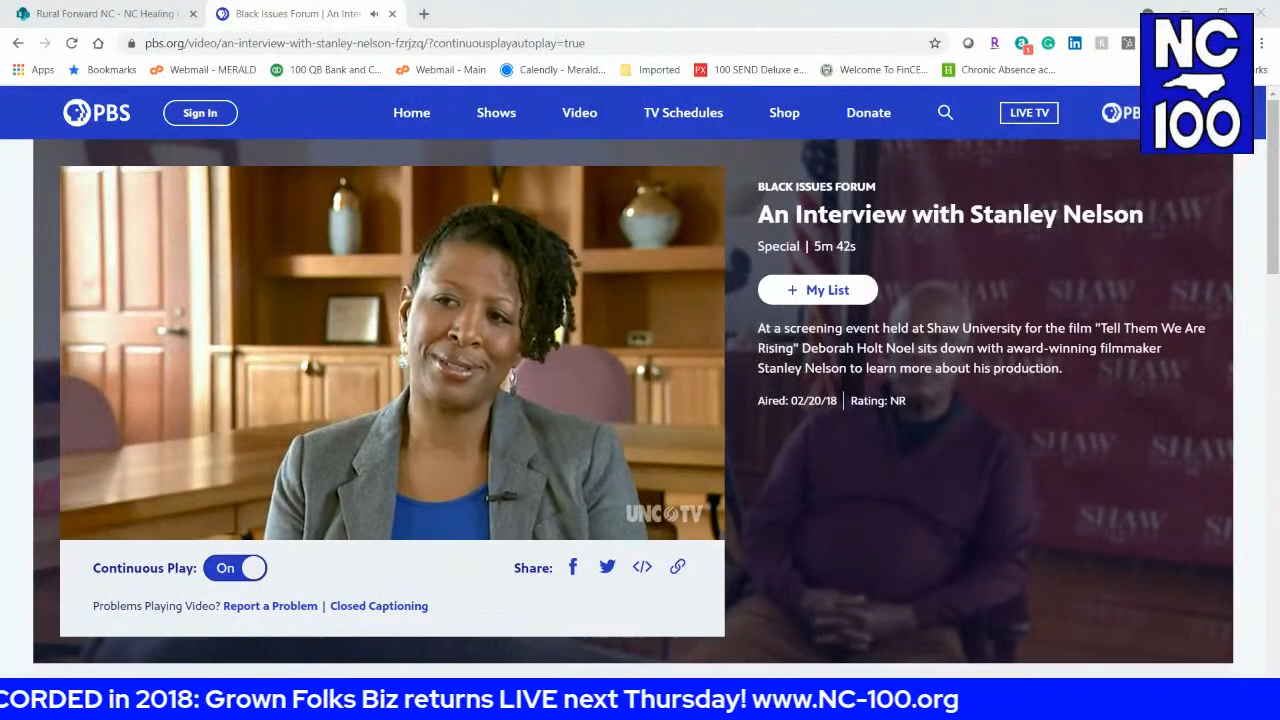 Rural Forward NC - NC Healing
Black Issues Forum | An Inte
pbs.org/video/an-interview-with-stanley-nelson-fzrjzq/?continuousplayautoplay=true
Apps
Bookmarks
Webmail - MERALD
100 QB Bank and C...
Webmail - Main
Calendly - Merald...
Imported
100 SEND Deluxe e...
Welcome To FinCE...
Chronic Absence ac...
NC
100
PBS
Sign In
Home
Shows
Video
TV Schedules
Shop
Donate
LIVE TV
PB
BLACK ISSUES FORUM
An Interview with Stanley Nelson
Special | 5m 42s
+ My List
At a screening event held at Shaw University for the film "Tell Them We Are
Rising" Deborah Holt Noel sits down with award-winning filmmaker
Stanley Nelson to learn more about his production.
Aired: 02/20/18 | Rating: NR
SHAW
SHAW
SHAW
SHAW
SHAW
UNC TV
Continuous Play: On
Share:
Problems Playing Video? Report a Problem | Closed Captioning
CORDED in 2018: Grown Folks Biz returns LIVE next Thursday! www.NC-100.org